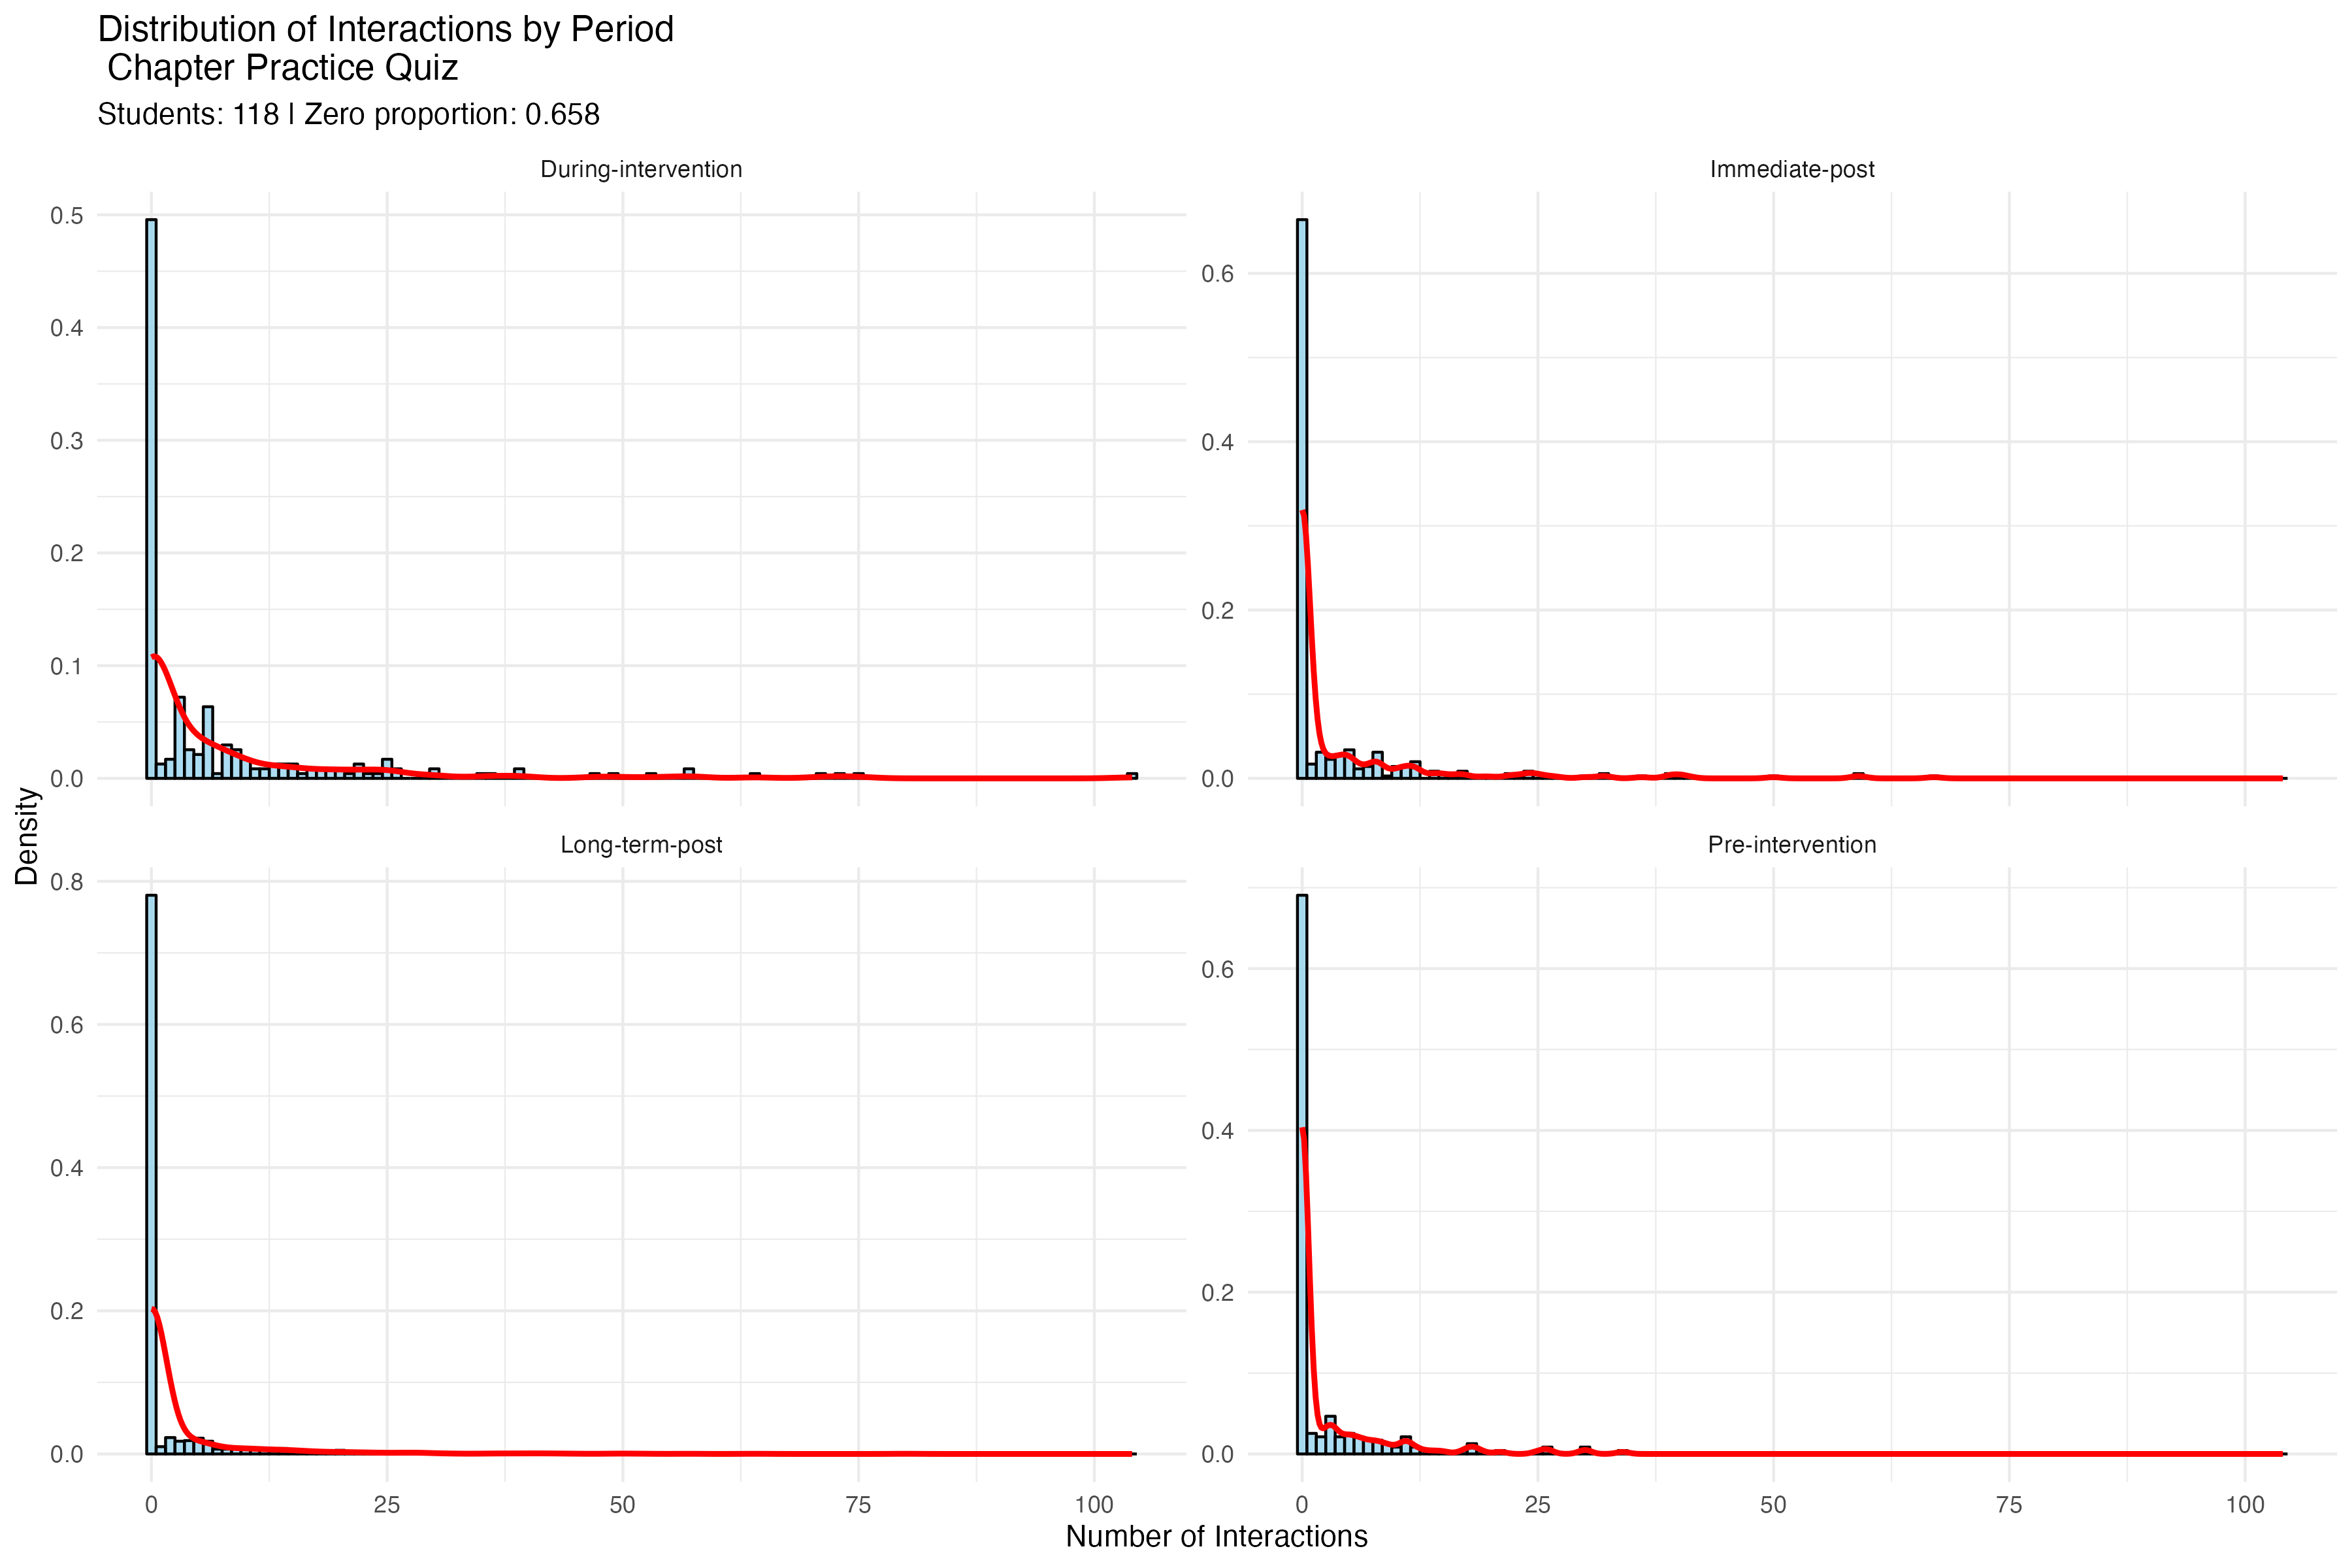 Distribution of Interactions by Period
Chapter Practice Quiz
Students: 118 | Zero proportion: 0.658
During-intervention
Immediate-post
0.5
0.4
0.3
0.2
0.1
0.0
0.6
0.4
0.2
0.0
Density
Long-term-post
Pre-intervention
0.8
0.6
0.4
0.2
0.0
0.6
0.4
0.2
0.0
0 25 50 75 100
0 25 50 75 100
Number of Interactions